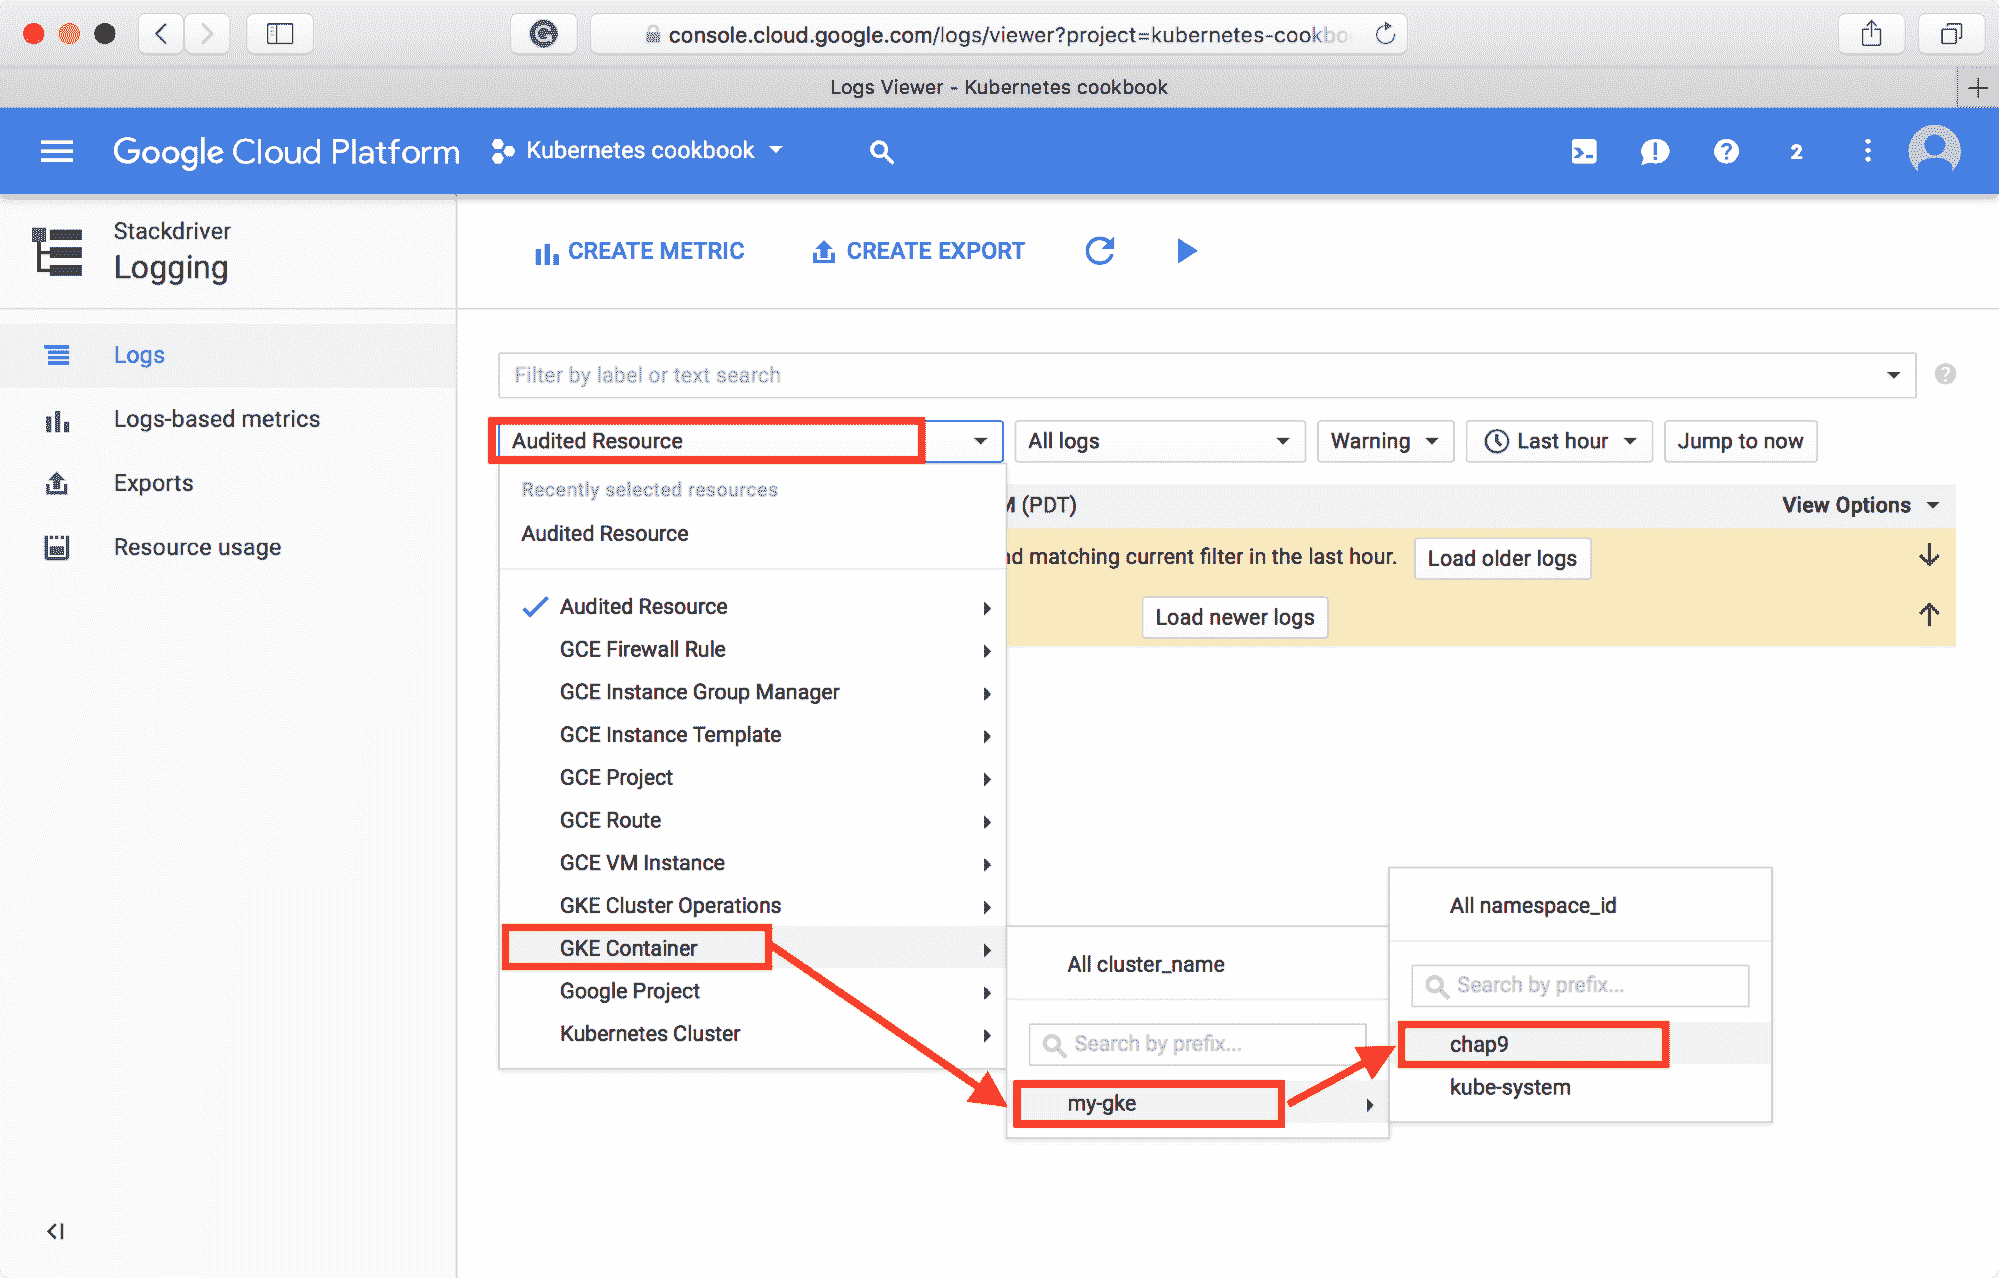 console.cloud.google.com/logs/viewer?project=kubernetes-cookbo
Logs Viewer - Kubernetes cookbook
Google Cloud Platform
Kubernetes cookbook
2
Stackdriver
Logging
CREATE METRIC
CREATE EXPORT
Logs
Logs-based metrics
Exports
Resource usage
Filter by label or text search
Audited Resource
All logs
Warning
Last hour
Jump to now
Recently selected resources
Audited Resource
M (PDT)
View Options
matching current filter in the last hour.
Load older logs
Load newer logs
Audited Resource
GCE Firewall Rule
GCE Instance Group Manager
GCE Instance Template
GCE Project
GCE Route
GCE VM Instance
GKE Cluster Operations
GKE Container
Google Project
Kubernetes Cluster
All cluster_name
Search by prefix...
my-gke
All namespace_id
Search by prefix...
chap9
kube-system